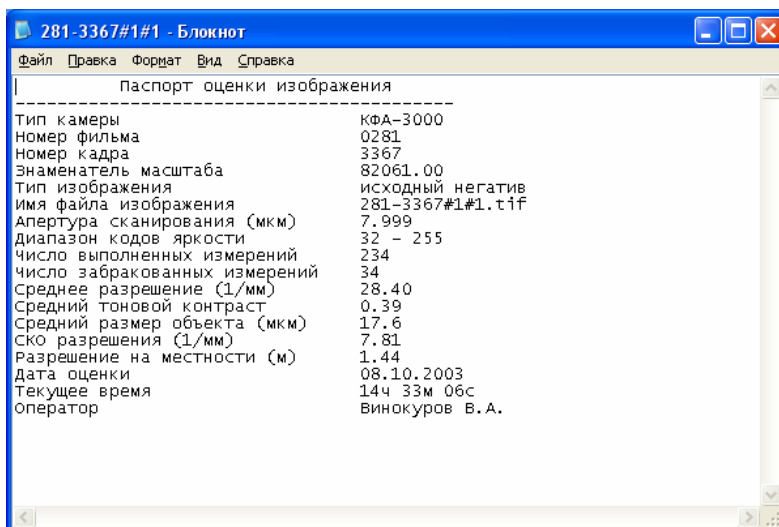 281-3367#1#1 - Блокнот
Файл Правка Формат Вид Справка
Паспорт оценки изображения
------------------------------------------
Тип камеры КФА-3000
Номер фильма 0281
Номер кадра 3367
Знаменатель масштаба 82061.00
Тип изображения исходный негатив
Имя файла изображения 281-3367#1#1.tif
Апертура сканирования (мкм) 7.999
Диапазон кодов яркости 32 - 255
Число выполненных измерений 234
Число забракованных измерений 34
Среднее разрешение (1/мм) 28.40
Средний тоновой контраст 0.39
Средний размер объекта (мкм) 17.6
СКО разрешения (1/мм) 7.81
Разрешение на местности (м) 1.44
Дата оценки 08.10.2003
Текущее время 14ч 33м 06с
Оператор Винокуров В.А.